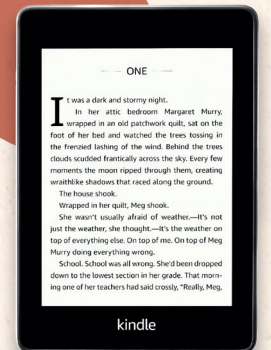 ONE
It was a dark and stormy night.
In her attic bedroom Margaret Murry,
wrapped in an old patchwork quilt, sat on the
foot of her bed and watched the trees tossing in
the frenzied lashing of the wind. Behind the trees
clouds scudded frantically across the sky. Every few
moments the moon ripped through them, creating
wraithlike shadows that raced along the ground.
The house shook.
Wrapped in her quilt, Meg shook.
She wasn't usually afraid of weather.—It's not
just the weather, she thought.—It's the weather on
top of everything else. On top of me. On top of Meg
Murry doing everything wrong.
School. School was all wrong. She'd been dropped
down to the lowest section in her grade. That morn-
ing one of her teachers had said crossly, "Really, Meg,
kindle